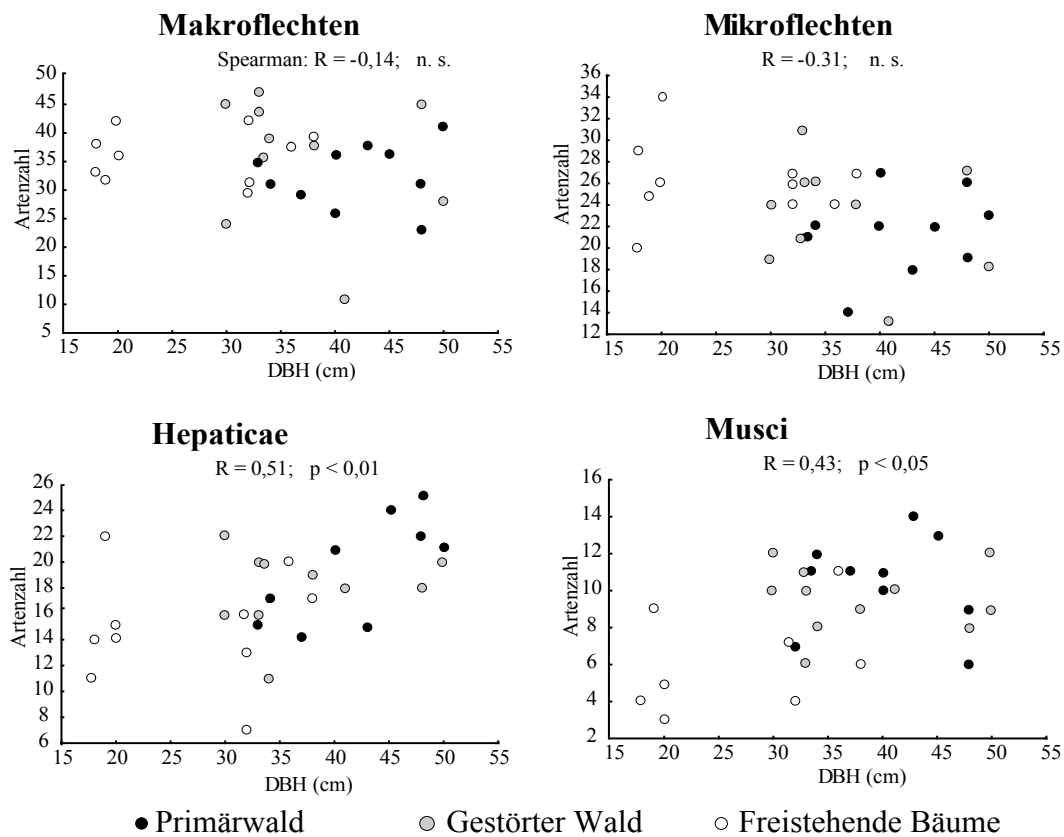 Makroflechten
Spearman: R = -0,14; n. s.
50
45
40
35
30
25
20
15
10
5
Artenzahl
15 20 25 30 35 40 45 50 55
DBH (cm)
Mikroflechten
R = -0.31; n. s.
36
34
32
30
28
26
24
22
20
18
16
14
12
Artenzahl
15 20 25 30 35 40 45 50 55
DBH (cm)
Hepaticae
R = 0,51; p < 0,01
26
24
22
20
18
16
14
12
10
8
6
Artenzahl
15 20 25 30 35 40 45 50 55
DBH (cm)
Musci
R = 0,43; p < 0,05
16
14
12
10
8
6
4
2
Artenzahl
15 20 25 30 35 40 45 50 55
DBH (cm)
Primärwald Gestörter Wald Freistehende Bäume